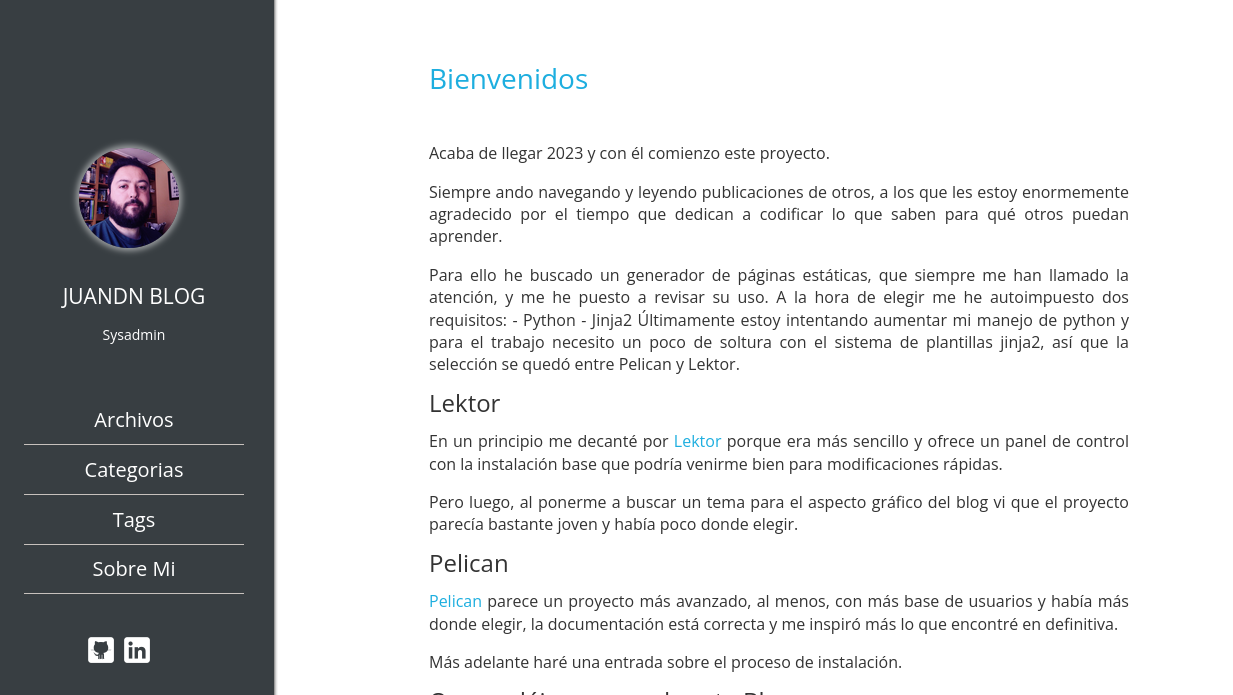 JUANDN BLOG
Sysadmin
Archivos
Categorias
Tags
Sobre Mi
Bienvenidos
Acaba de llegar 2023 y con él comienzo este proyecto.
Siempre ando navegando y leyendo publicaciones de otros, a los que les estoy enormemente
agradecido por el tiempo que dedican a codificar lo que saben para qué otros puedan
aprender.
Para ello he buscado un generador de páginas estáticas, que siempre me han llamado la
atención, y me he puesto a revisar su uso. A la hora de elegir me he autoimpuesto dos
requisitos: - Python - Jinja2 Últimamente estoy intentando aumentar mi manejo de python y
para el trabajo necesito un poco de soltura con el sistema de plantillas jinja2, así que la
selección se quedó entre Pelican y Lektor.
Lektor
En un principio me decanté por Lektor porque era más sencillo y ofrece un panel de control
con la instalación base que podría venirme bien para modificaciones rápidas.
Pero luego, al ponerme a buscar un tema para el aspecto gráfico del blog vi que el proyecto
parecía bastante joven y había poco donde elegir.
Pelican
Pelican parece un proyecto más avanzado, al menos, con más base de usuarios y había más
donde elegir, la documentación está correcta y me inspiró más lo que encontré en definitiva.
Más adelante haré una entrada sobre el proceso de instalación.